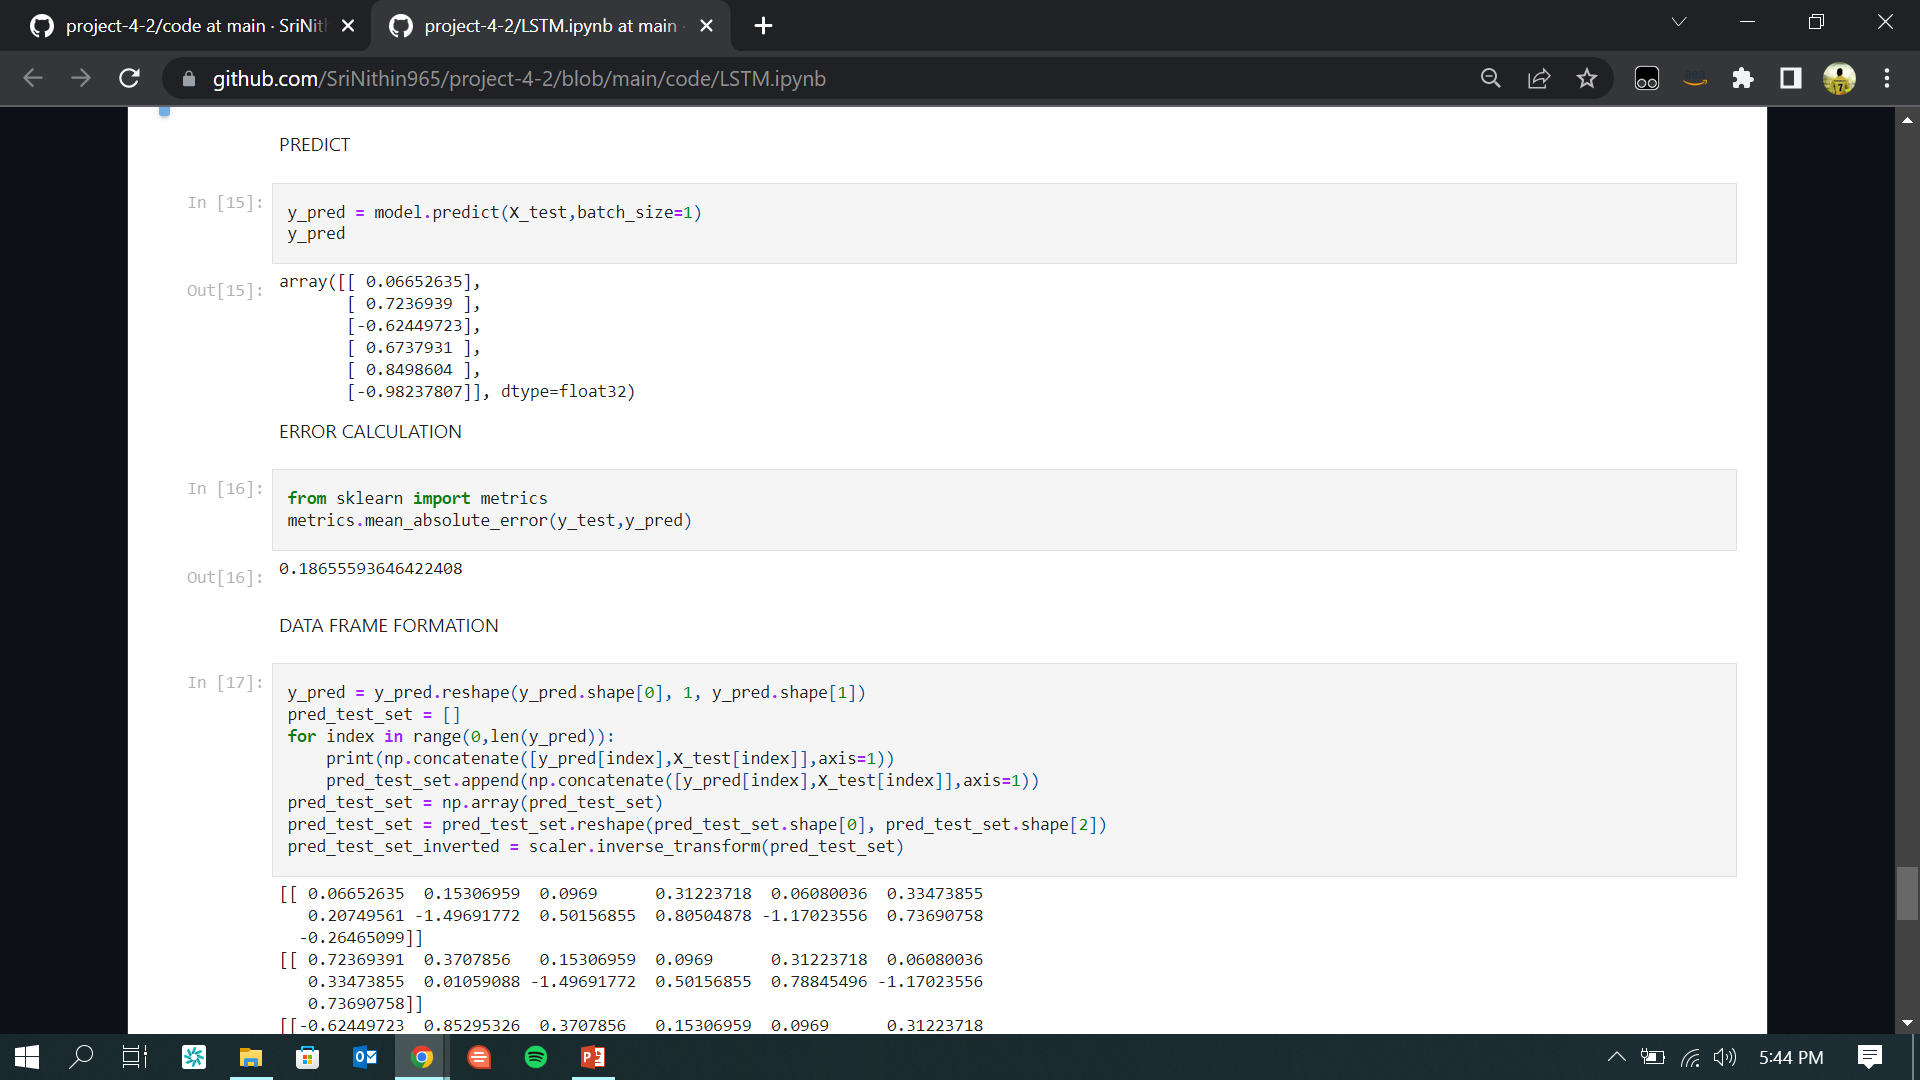 project-4-2/code at main · SriNith
project-4-2/LSTM.ipynb at main ·
github.com/SriNithin965/project-4-2/blob/main/code/LSTM.ipynb
PREDICT
In [15]:
y_pred = model.predict(X_test,batch_size=1)
y_pred
Out[15]:
array([[ 0.06652635],
[ 0.7236939 ],
[-0.62449723],
[ 0.6737931 ],
[ 0.8498604 ],
[-0.98237807]], dtype=float32)
ERROR CALCULATION
In [16]:
from sklearn import metrics
metrics.mean_absolute_error(y_test,y_pred)
Out[16]:
0.18655593646422408
DATA FRAME FORMATION
In [17]:
y_pred = y_pred.reshape(y_pred.shape[0], 1, y_pred.shape[1])
pred_test_set = []
for index in range(0,len(y_pred)):
    print(np.concatenate([y_pred[index],X_test[index]],axis=1))
    pred_test_set.append(np.concatenate([y_pred[index],X_test[index]],axis=1))
pred_test_set = np.array(pred_test_set)
pred_test_set = pred_test_set.reshape(pred_test_set.shape[0], pred_test_set.shape[2])
pred_test_set_inverted = scaler.inverse_transform(pred_test_set)
[[ 0.06652635  0.15306959  0.0969      0.31223718  0.06080036  0.33473855
   0.20749561 -1.49691772  0.50156855  0.80504878 -1.17023556  0.73690758
  -0.26465099]]
[[ 0.72369391  0.3707856   0.15306959  0.0969      0.31223718  0.06080036
   0.33473855  0.01059088 -1.49691772  0.50156855  0.78845496 -1.17023556
   0.73690758]]
[[-0.62449723  0.85295326  0.3707856   0.15306959  0.0969      0.31223718
5:44 PM